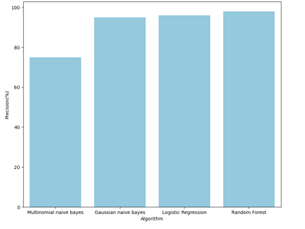 100
80
60
40
20
0
Precision(%)
Multinomial naive bayes
Gaussian naive bayes
Logistic Regression
Random Forest
Algorithm